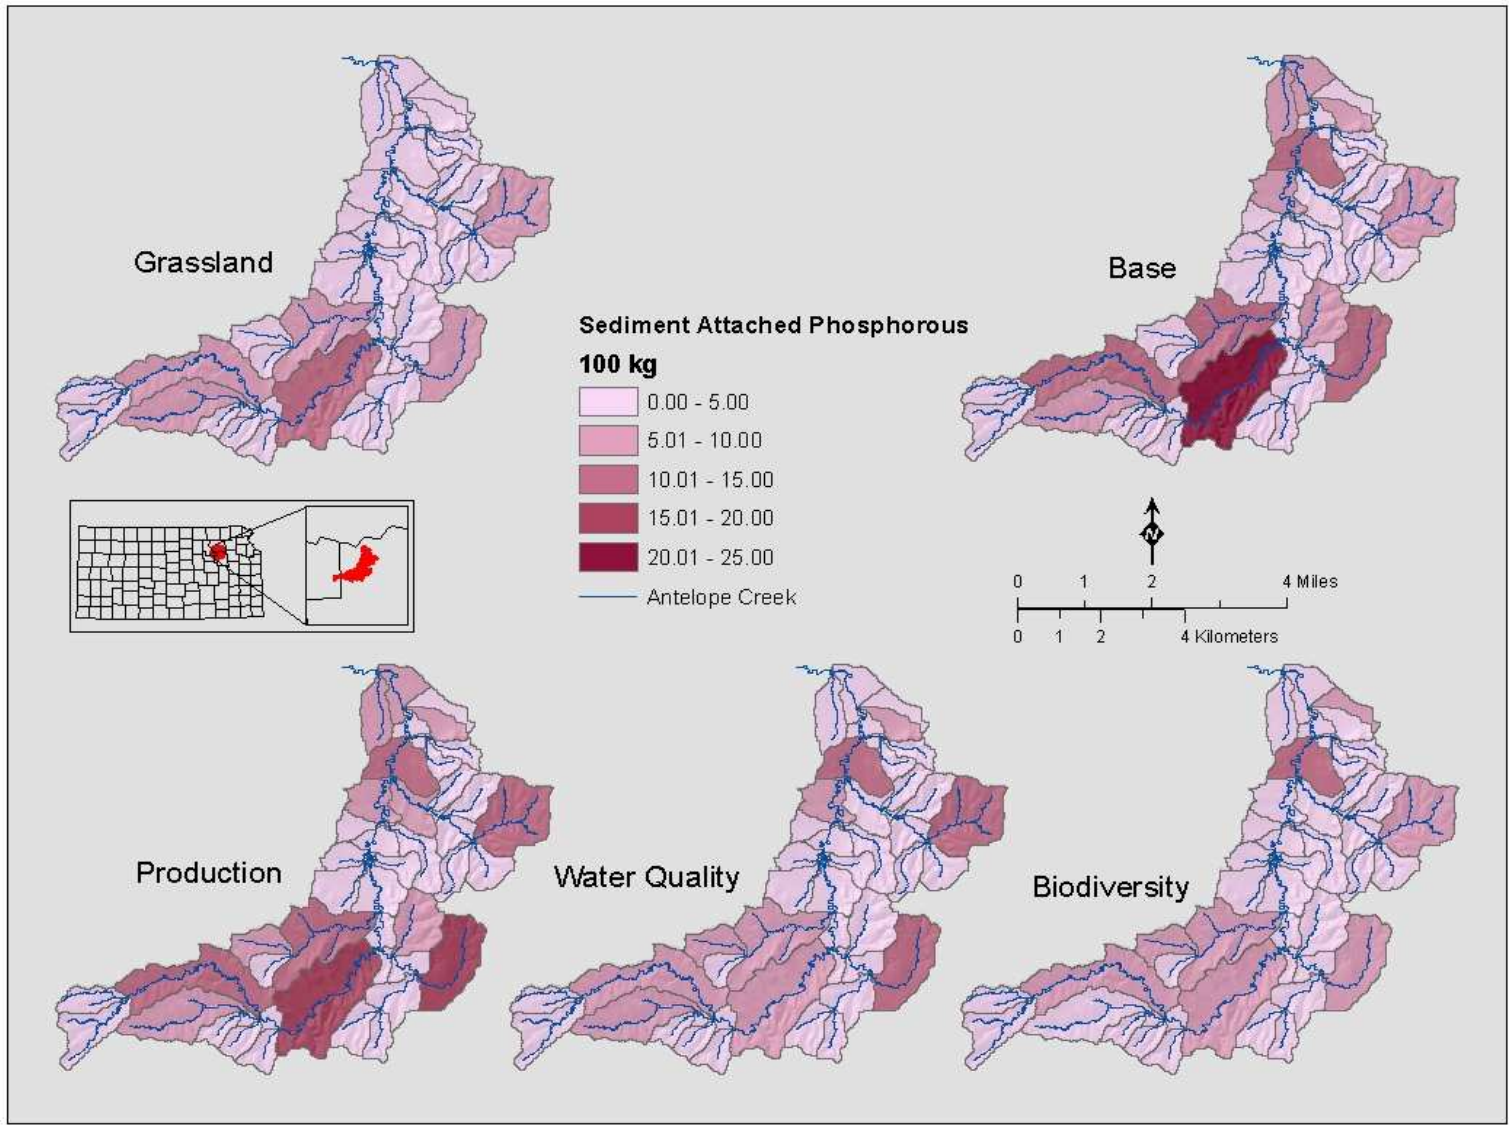 Grassland
Base
Sediment Attached Phosphorous
100 kg
0.00 - 5.00
5.01 - 10.00
10.01 - 15.00
15.01 - 20.00
20.01 - 25.00
Antelope Creek
N
0 1 2 4 Miles
0 1 2 4 Kilometers
Production
Water Quality
Biodiversity